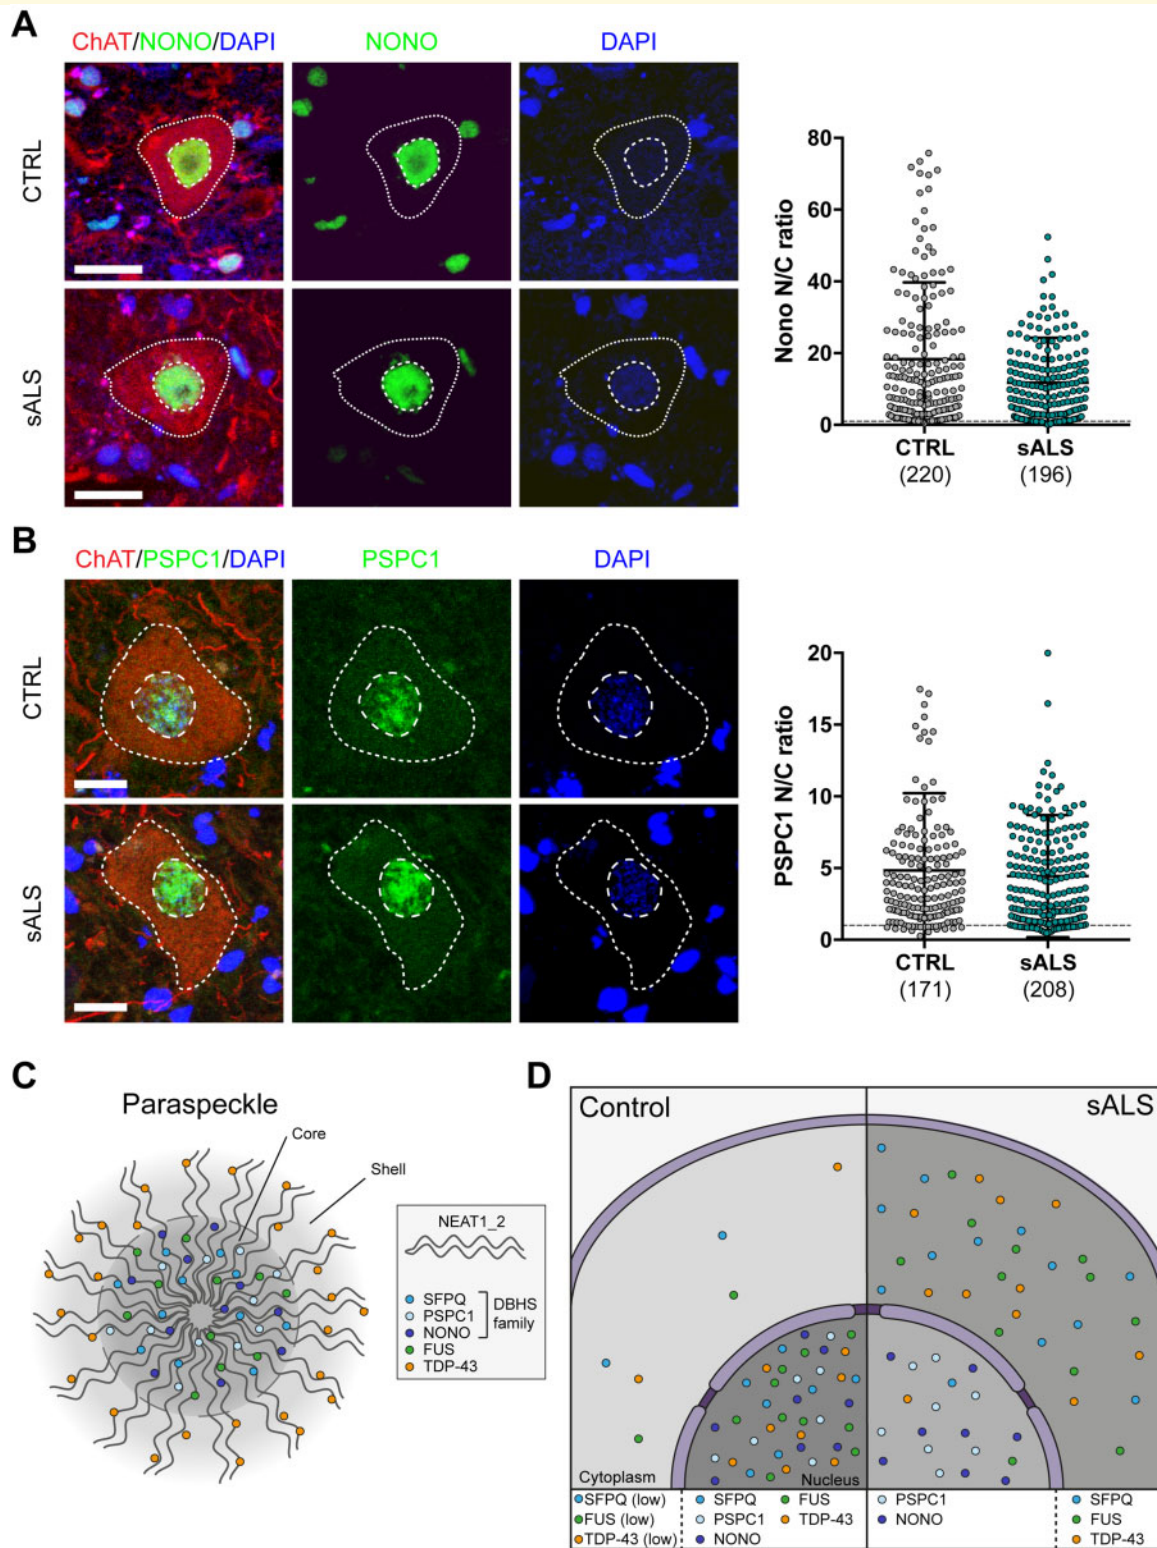 A
ChAT/NONO/DAPI
NONO
DAPI
CTRL
sALS
Nono N/C ratio
80
60
40
20
0
CTRL
sALS
(220)
(196)
B
ChAT/PSPC1/DAPI
PSPC1
DAPI
CTRL
sALS
PSPC1 N/C ratio
20
15
10
5
0
CTRL
sALS
(171)
(208)
C
Paraspeckle
Core
Shell
NEAT1_2
SFPQ
PSPC1
NONO
DBHS
family
FUS
TDP-43
D
Control
sALS
Cytoplasm
Nucleus
SFPQ (low)
FUS (low)
TDP-43 (low)
SFPQ
PSPC1
NONO
FUS
TDP-43
PSPC1
NONO
SFPQ
FUS
TDP-43